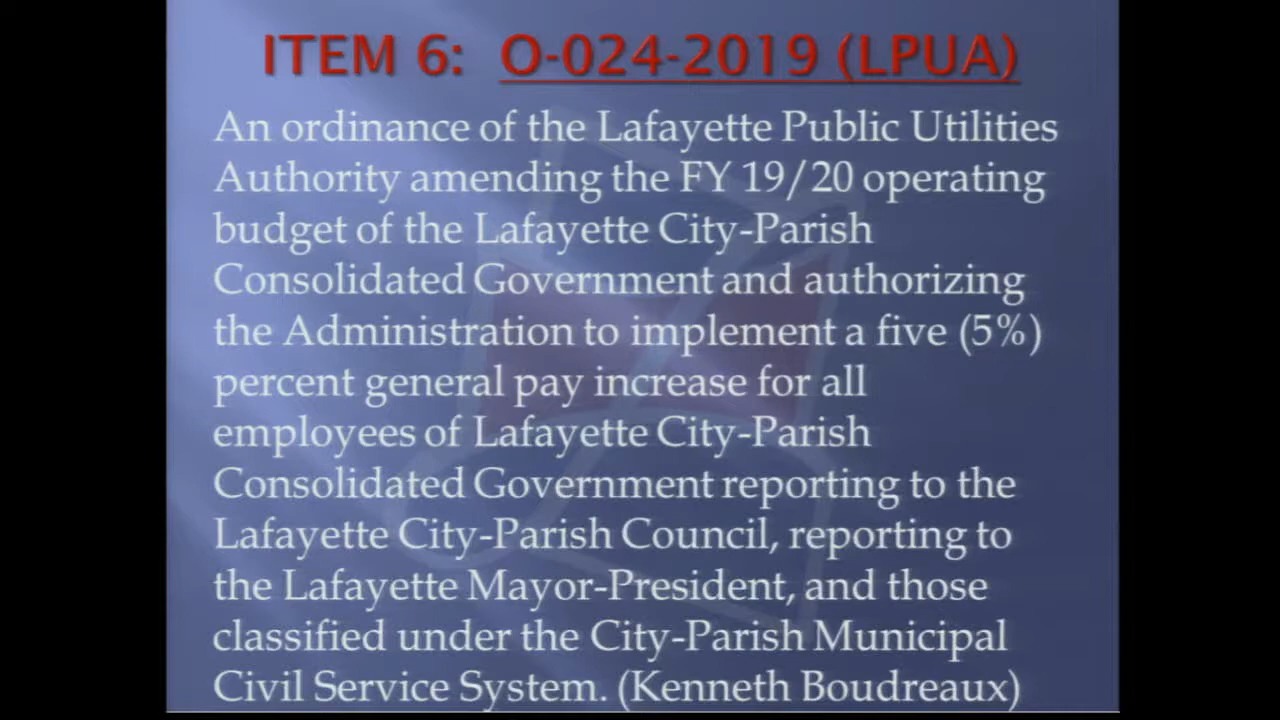 ITEM 6: O-024-2019 (LPUA)
An ordinance of the Lafayette Public Utilities
Authority amending the FY 19/20 operating
budget of the Lafayette City-Parish
Consolidated Government and authorizing
the Administration to implement a five (5%)
percent general pay increase for all
employees of Lafayette City-Parish
Consolidated Government reporting to the
Lafayette City-Parish Council, reporting to
the Lafayette Mayor-President, and those
classified under the City-Parish Municipal
Civil Service System. (Kenneth Boudreaux)